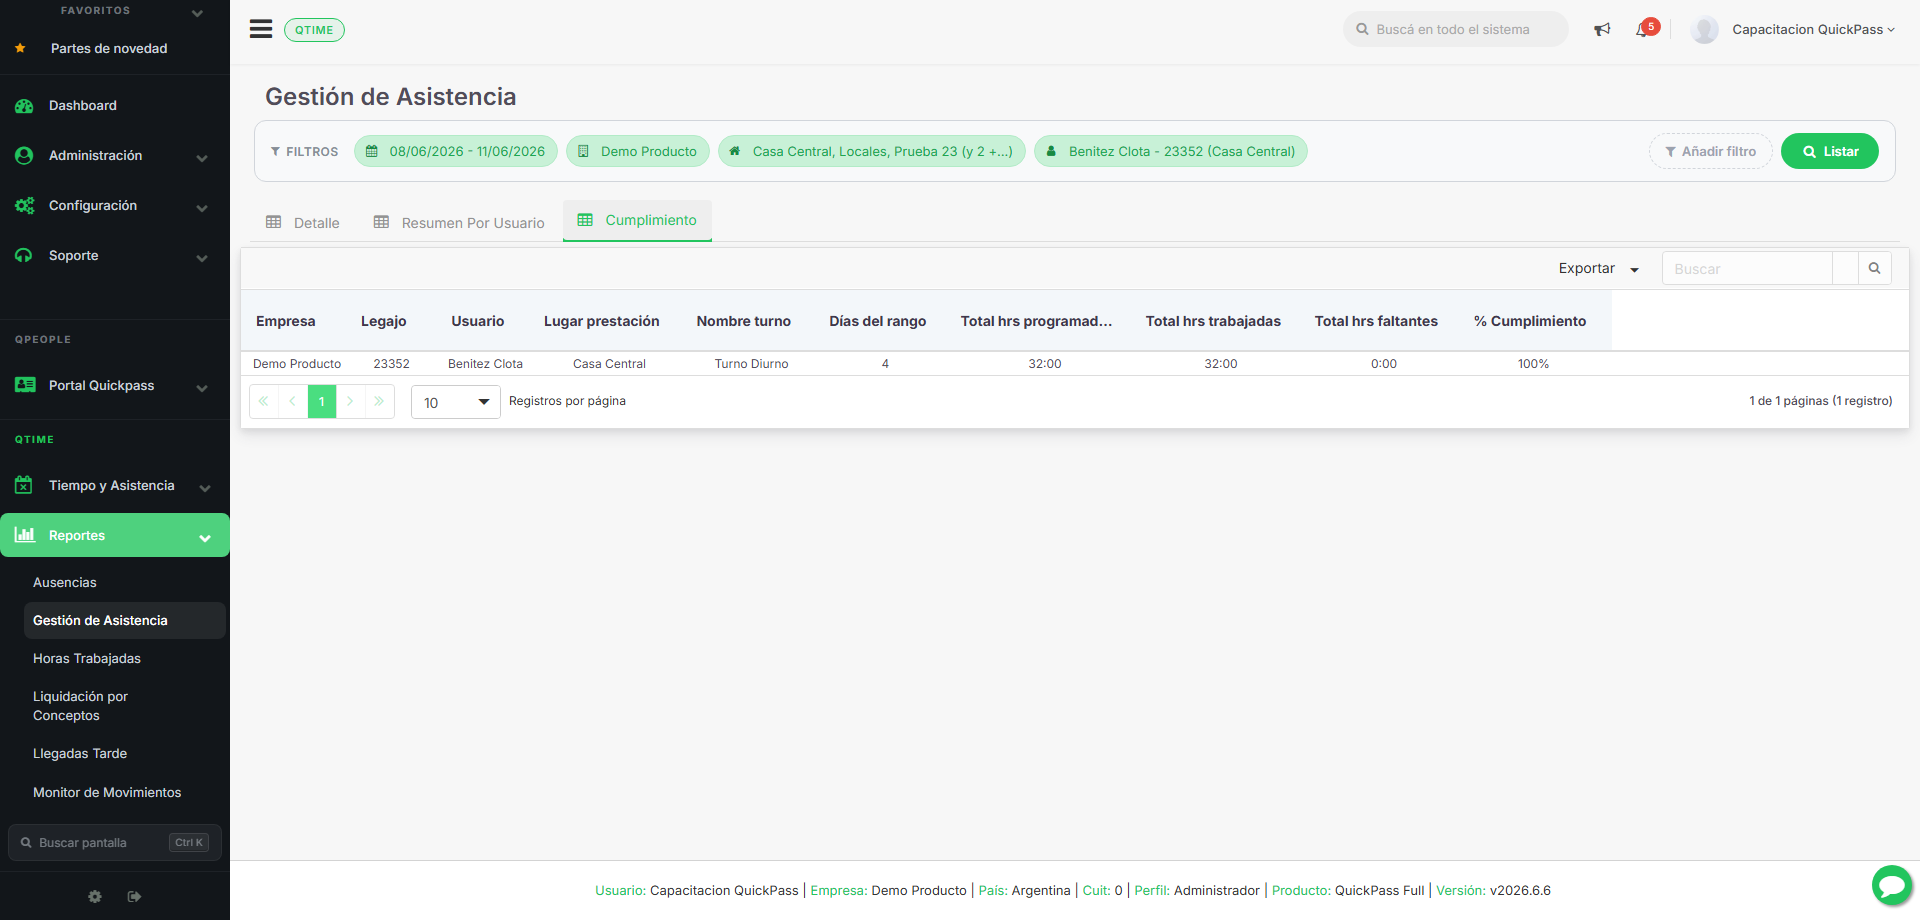 FAVORITOS
Partes de novedad
Dashboard
Administración
Configuración
Soporte
QPEOPLE
Portal Quickpass
QTIME
Tiempo y Asistencia
Reportes
Ausencias
Gestión de Asistencia
Horas Trabajadas
Liquidación por
Conceptos
Llegadas Tarde
Monitor de Movimientos
Buscar pantalla Ctrl K
QTIME
Buscá en todo el sistema
5
Capacitacion QuickPass
Gestión de Asistencia
FILTROS 08/06/2026 - 11/06/2026 Demo Producto Casa Central, Locales, Prueba 23 (y 2 +...) Benitez Clota - 23352 (Casa Central) Añadir filtro Listar
Detalle Resumen Por Usuario Cumplimiento
Exportar Buscar
Empresa Legajo Usuario Lugar prestación Nombre turno Días del rango Total hrs programad... Total hrs trabajadas Total hrs faltantes % Cumplimiento
Demo Producto 23352 Benitez Clota Casa Central Turno Diurno 4 32:00 32:00 0:00 100%
« ‹ 1 › » 10 Registros por página 1 de 1 páginas (1 registro)
Usuario: Capacitacion QuickPass | Empresa: Demo Producto | País: Argentina | Cuit: 0 | Perfil: Administrador | Producto: QuickPass Full | Versión: v2026.6.6